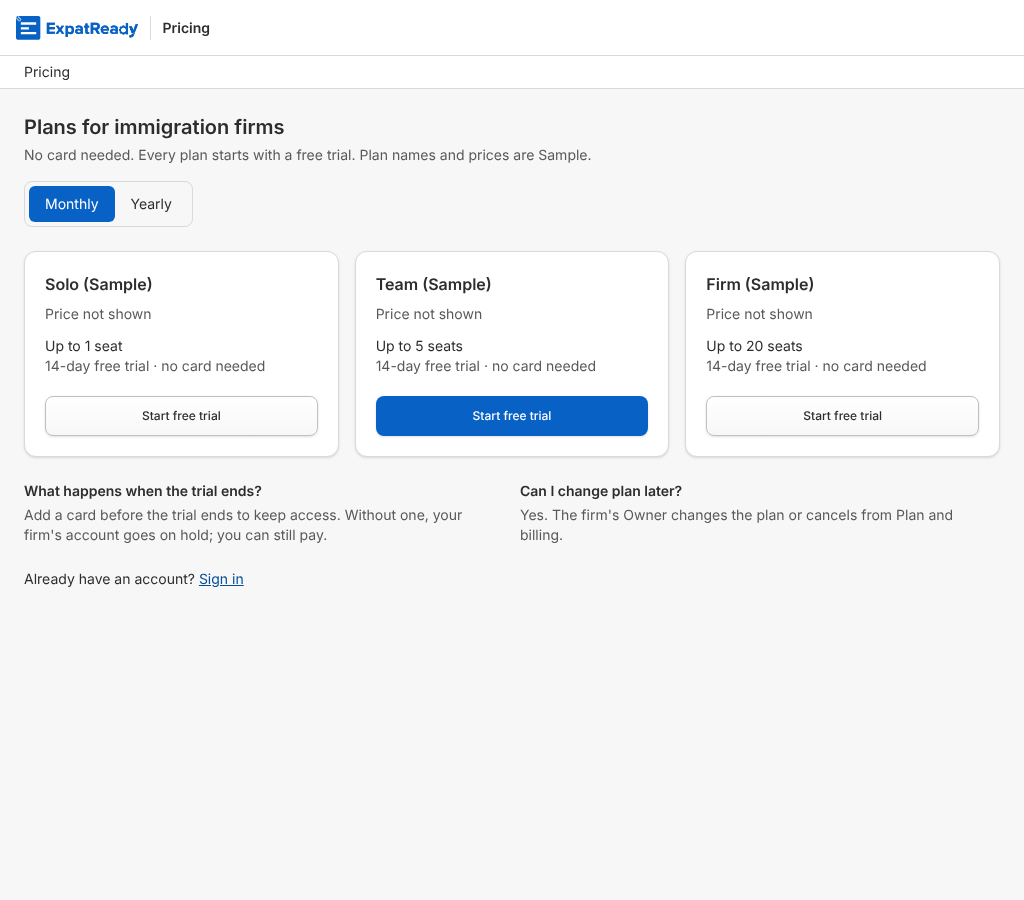 ExpatReady
Pricing
Pricing
Plans for immigration firms
No card needed. Every plan starts with a free trial. Plan names and prices are Sample.
Monthly
Yearly
Solo (Sample)
Price not shown
Up to 1 seat
14-day free trial · no card needed
Start free trial
Team (Sample)
Price not shown
Up to 5 seats
14-day free trial · no card needed
Start free trial
Firm (Sample)
Price not shown
Up to 20 seats
14-day free trial · no card needed
Start free trial
What happens when the trial ends?
Add a card before the trial ends to keep access. Without one, your
firm's account goes on hold; you can still pay.
Can I change plan later?
Yes. The firm's Owner changes the plan or cancels from Plan and
billing.
Already have an account? Sign in